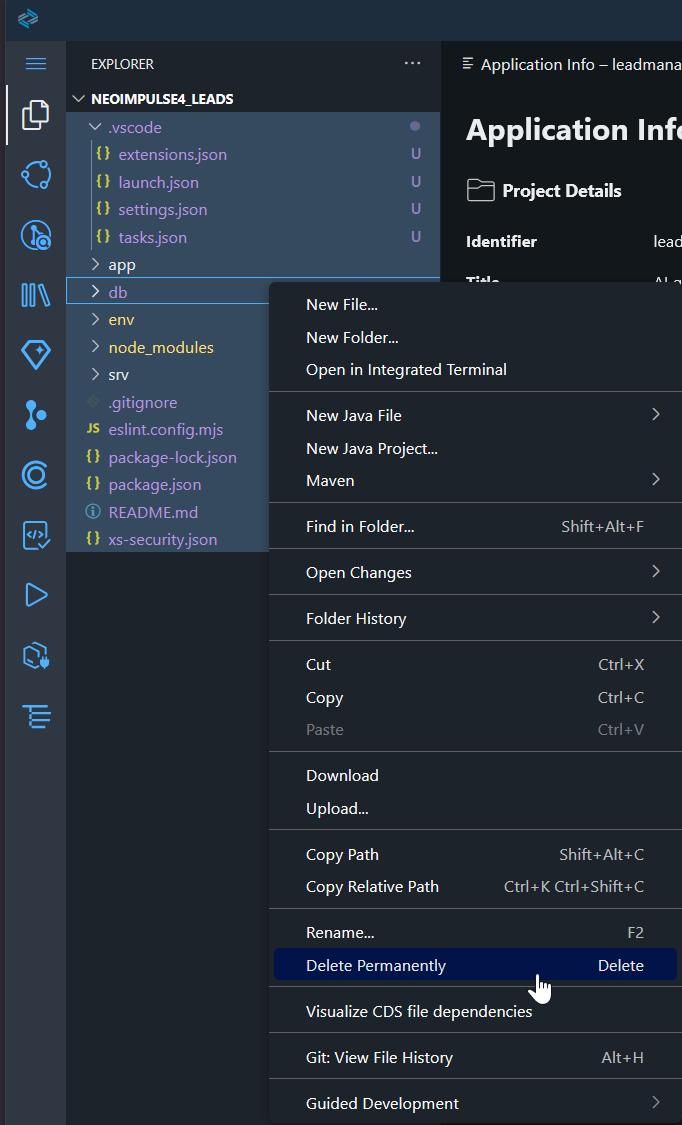 EXPLORER
Application Info – leadmana
NEOIMPULSE4_LEADS
.vscode
extensions.json U
launch.json U
settings.json U
tasks.json U
app
db
env
node_modules
srv
.gitignore
JS eslint.config.mjs
package-lock.json
package.json
README.md
xs-security.json
Application Info
Project Details
Identifier lead
Title
New File...
New Folder...
Open in Integrated Terminal
New Java File
New Java Project...
Maven
Find in Folder... Shift+Alt+F
Open Changes
Folder History
Cut Ctrl+X
Copy Ctrl+C
Paste Ctrl+V
Download
Upload...
Copy Path Shift+Alt+C
Copy Relative Path Ctrl+K Ctrl+Shift+C
Rename... F2
Delete Permanently Delete
Visualize CDS file dependencies
Git: View File History Alt+H
Guided Development